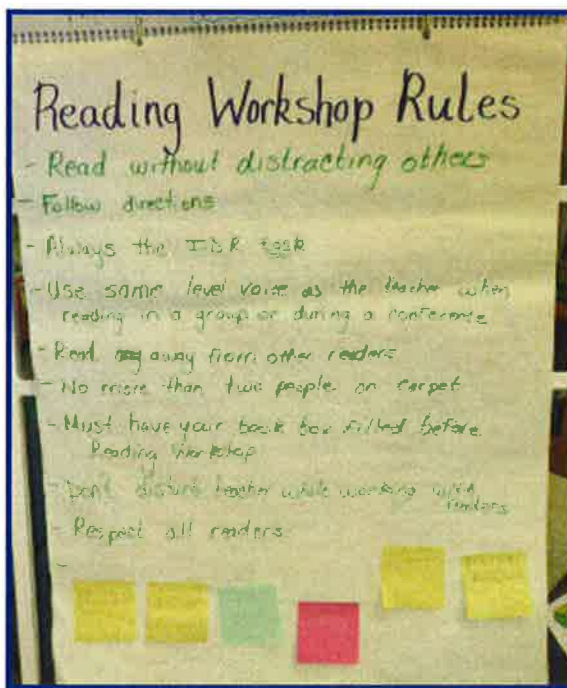 Reading Workshop Rules
- Read without distracting others
- Follow directions
- Always the IDR task
- Use same level voice as the teacher when
reading in a group or during a conference
- Read away from other readers
- No more than two people on carpet
- Must have your book box filled before
Reading Workshop
- Don't disturb teacher while working with
readers
- Respect all readers
-